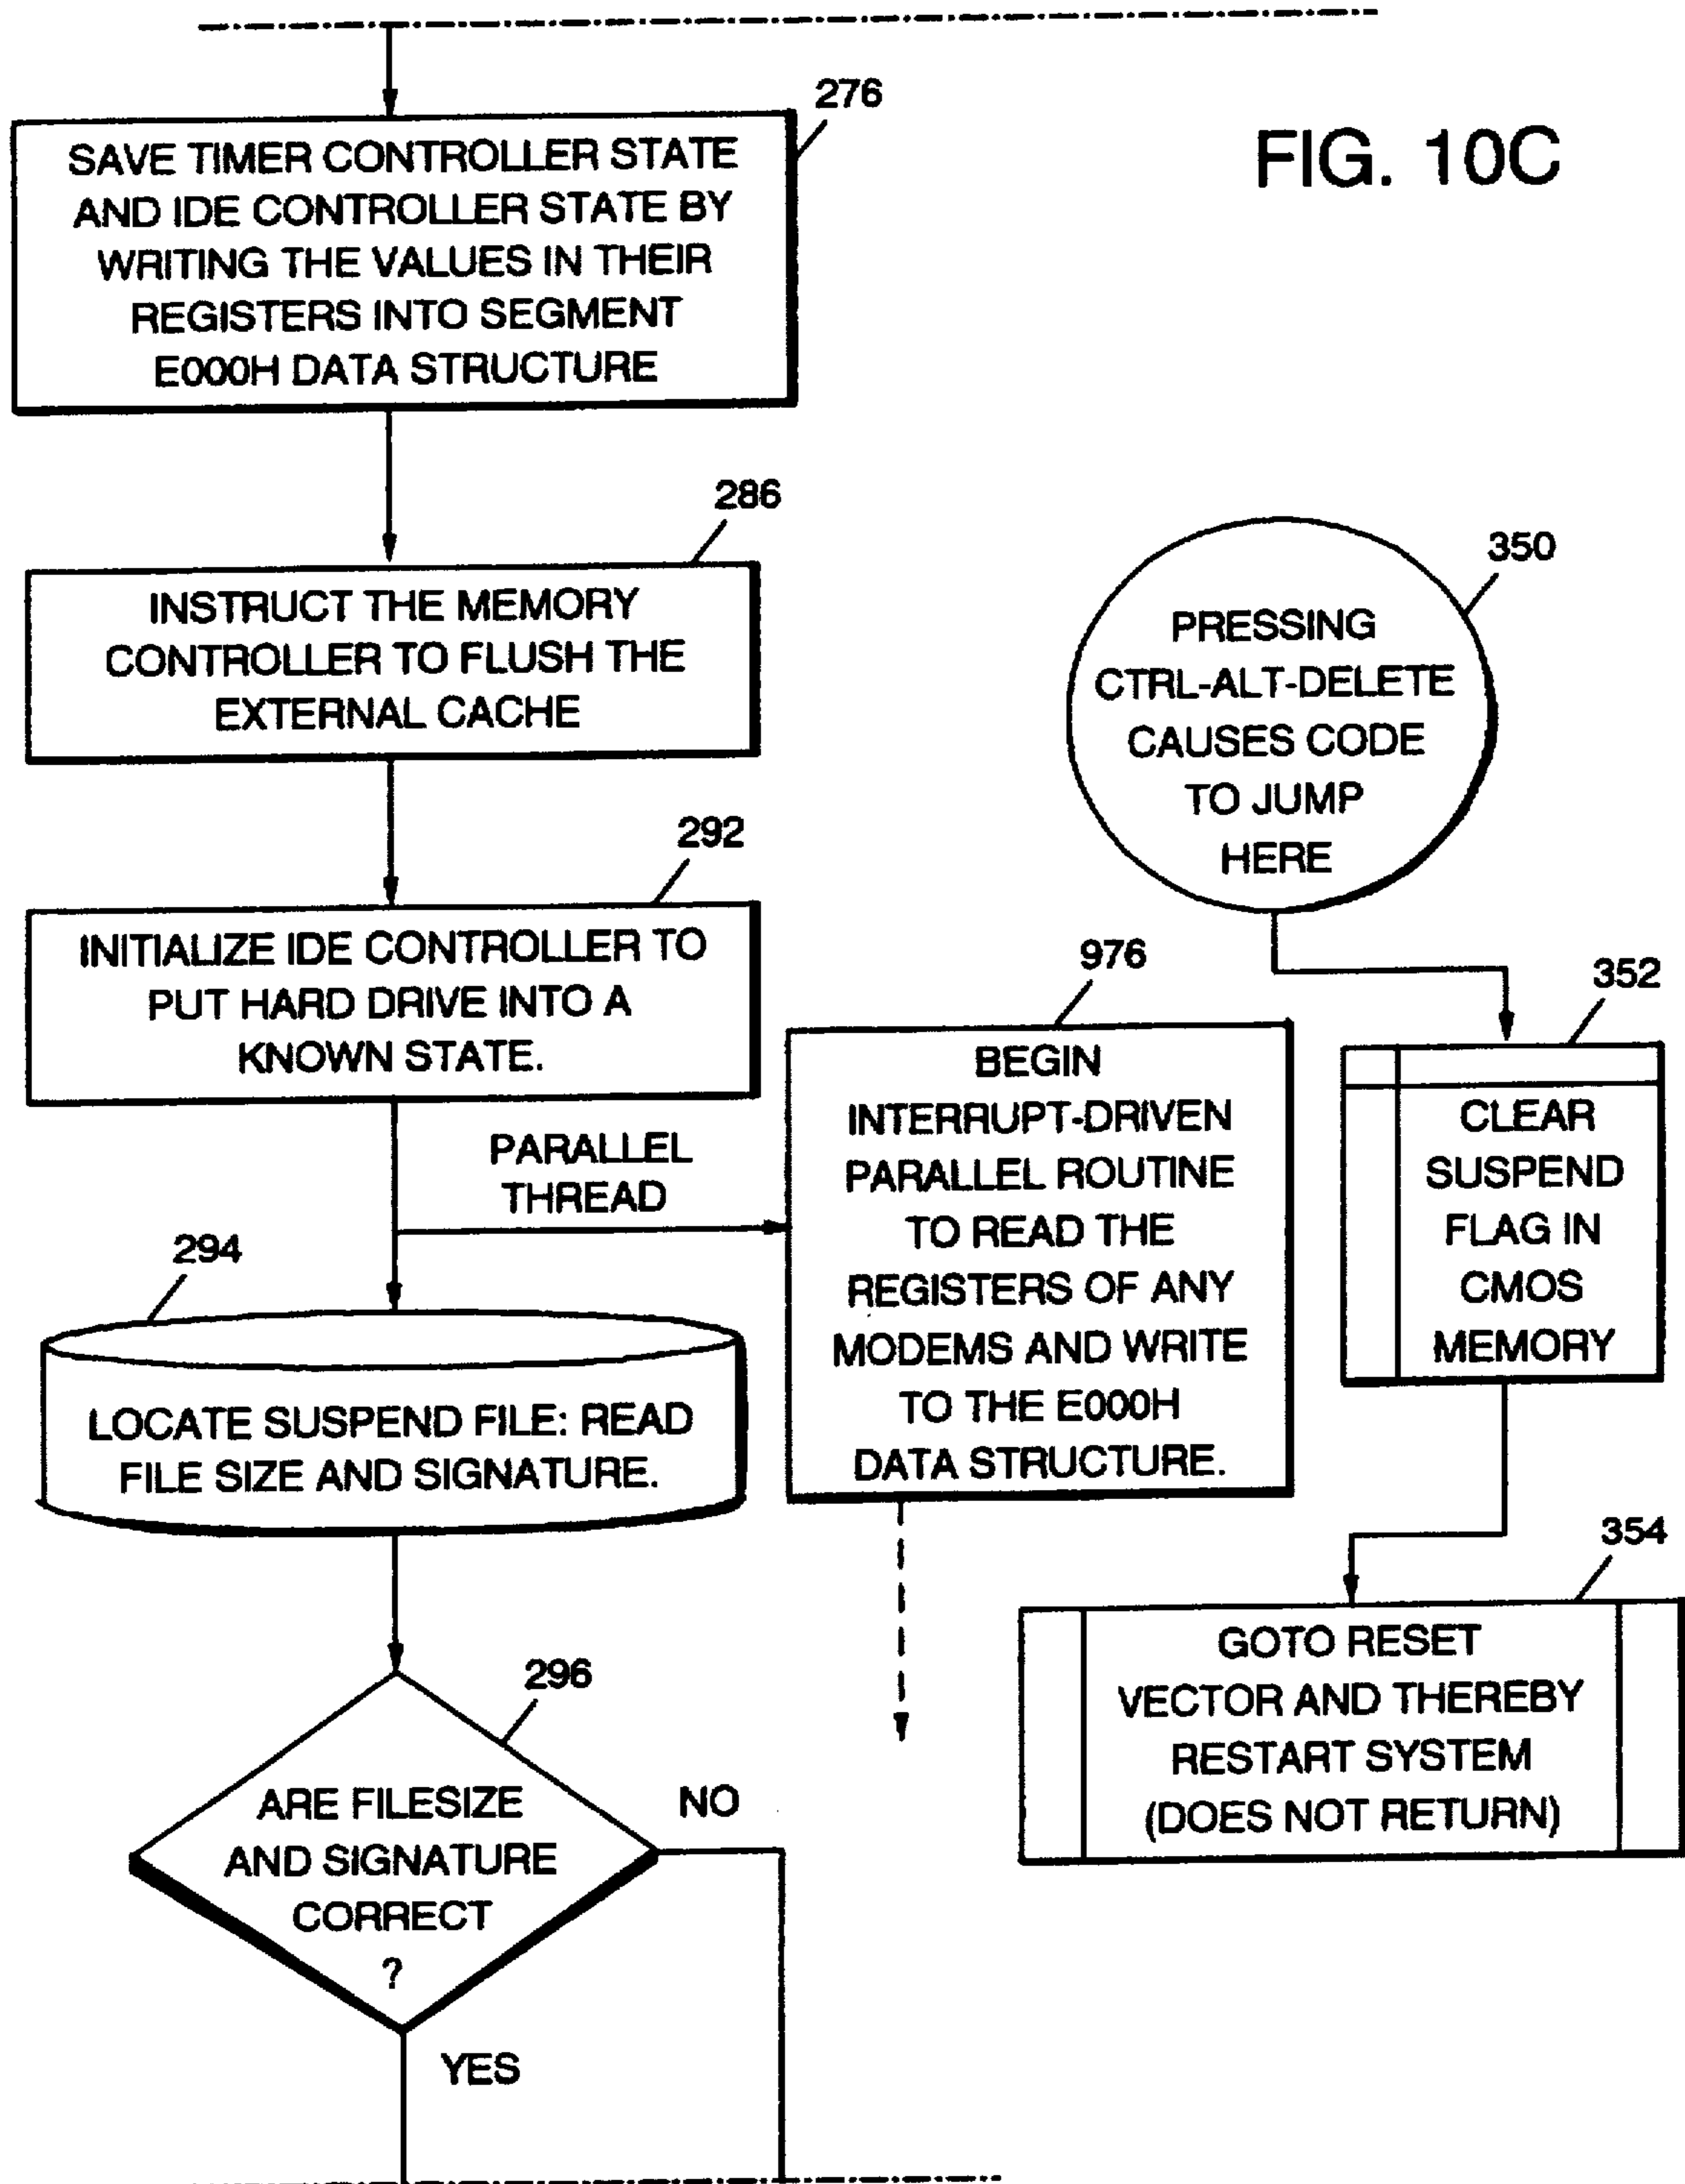 FIG. 10C
276
SAVE TIMER CONTROLLER STATE
AND IDE CONTROLLER STATE BY
WRITING THE VALUES IN THEIR
REGISTERS INTO SEGMENT
E000H DATA STRUCTURE
286
INSTRUCT THE MEMORY
CONTROLLER TO FLUSH THE
EXTERNAL CACHE
292
INITIALIZE IDE CONTROLLER TO
PUT HARD DRIVE INTO A
KNOWN STATE.
PARALLEL
THREAD
294
LOCATE SUSPEND FILE: READ
FILE SIZE AND SIGNATURE.
296
ARE FILESIZE
AND SIGNATURE
CORRECT
?
NO
YES
976
BEGIN
INTERRUPT-DRIVEN
PARALLEL ROUTINE
TO READ THE
REGISTERS OF ANY
MODEMS AND WRITE
TO THE E000H
DATA STRUCTURE.
350
PRESSING
CTRL-ALT-DELETE
CAUSES CODE
TO JUMP
HERE
352
CLEAR
SUSPEND
FLAG IN
CMOS
MEMORY
354
GOTO RESET
VECTOR AND THEREBY
RESTART SYSTEM
(DOES NOT RETURN)